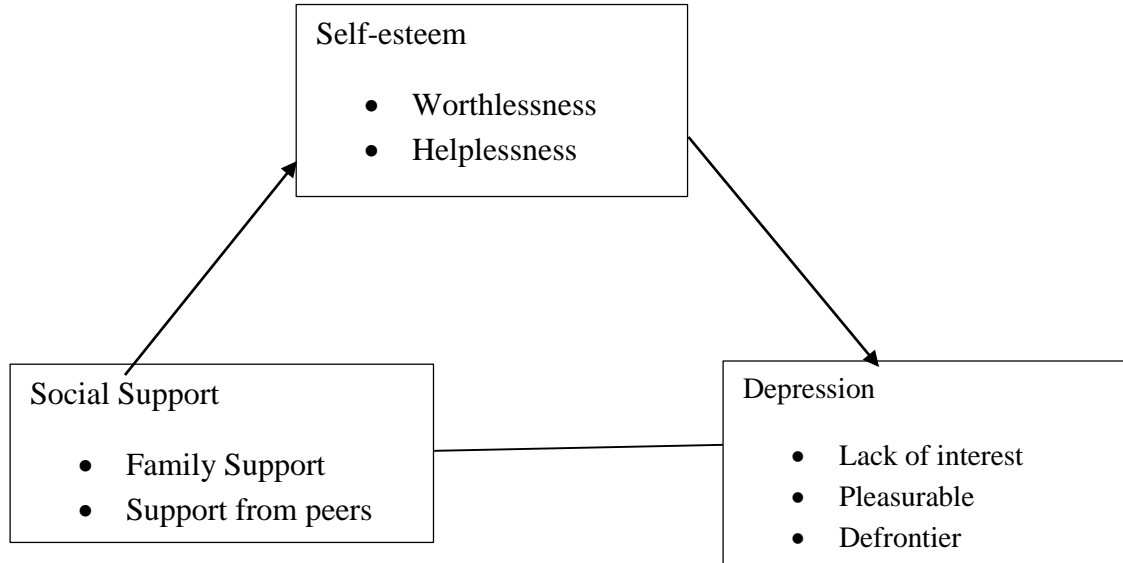 Self-esteem
• Worthlessness
• Helplessness
Social Support
• Family Support
• Support from peers
Depression
• Lack of interest
• Pleasurable
• Defrontier